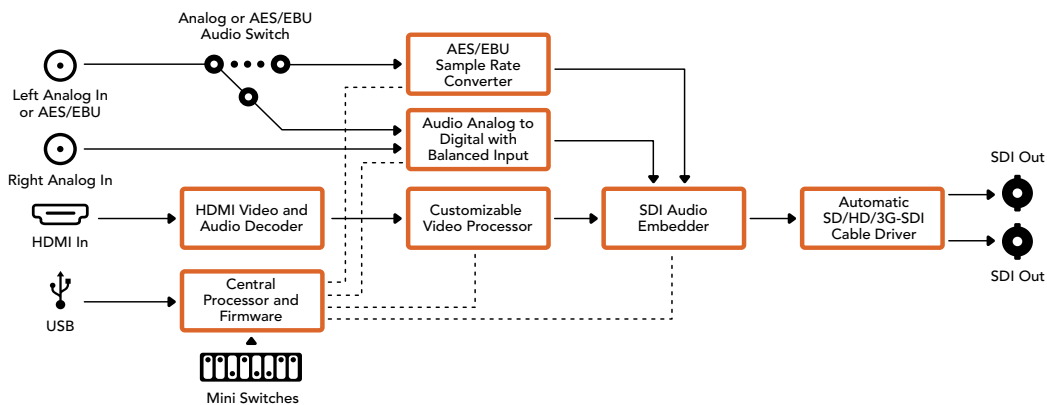 Analog or AES/EBU
Audio Switch
Left Analog In
or AES/EBU
AES/EBU
Sample Rate
Converter
Audio Analog to
Digital with
Balanced Input
Right Analog In
HDMI In
HDMI Video and
Audio Decoder
Customizable
Video Processor
SDI Audio
Embedder
Automatic
SD/HD/3G-SDI
Cable Driver
SDI Out
SDI Out
USB
Central
Processor and
Firmware
Mini Switches